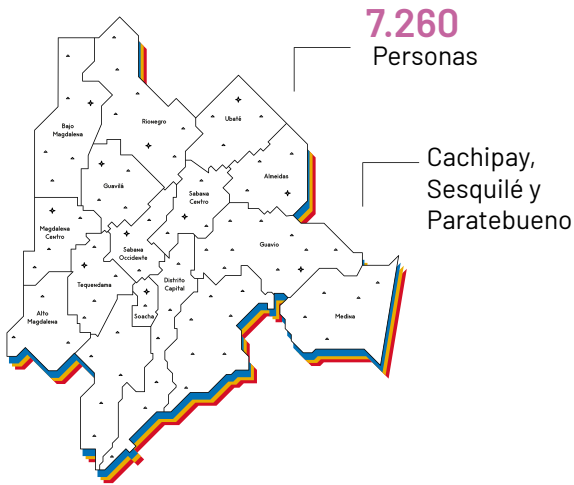 7.260
Personas
Cachipay,
Sesquilé y
Paratebueno
Bajo
Magdalena
Rionegro
Ubaté
Almeidas
Guavilá
Sabana
Centro
Magdalena
Centro
Sabana
Occidente
Guavio
Tequendama
Distrito
Capital
Soacha
Alto
Magdalena
Medina